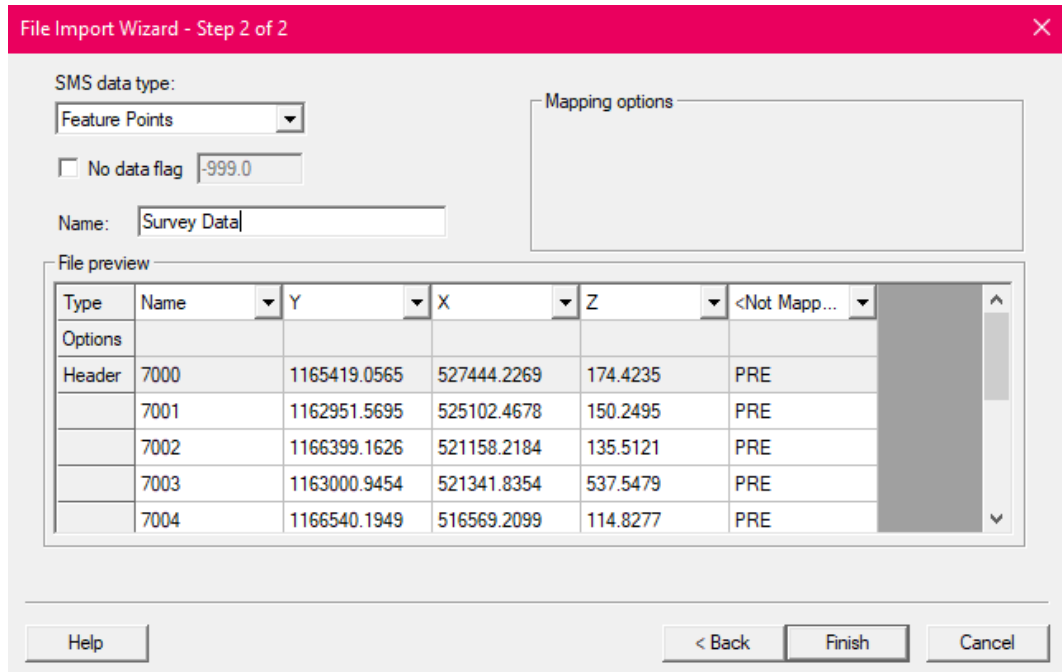 File Import Wizard - Step 2 of 2
SMS data type:
Feature Points
Mapping options
No data flag -999.0
Name: Survey Data
File preview
Type Name Y X Z <Not Mapp...
Options
Header 7000 1165419.0565 527444.2269 174.4235 PRE
7001 1162951.5695 525102.4678 150.2495 PRE
7002 1166399.1626 521158.2184 135.5121 PRE
7003 1163000.9454 521341.8354 537.5479 PRE
7004 1166540.1949 516569.2099 114.8277 PRE
Help < Back Finish Cancel